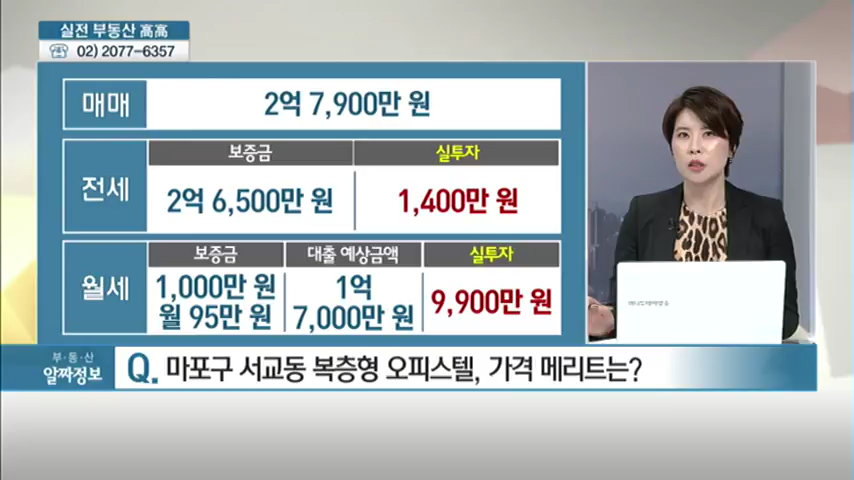 실전 부동산 高高
☎ 02) 2077-6357
매매
2억 7,900만 원
전세
보증금
실투자
2억 6,500만 원
1,400만 원
월세
보증금
대출 예상금액
실투자
1,000만 원
월 95만 원
1억
7,000만 원
9,900만 원
부·동·산
알짜정보
Q. 마포구 서교동 복층형 오피스텔, 가격 메리트는?